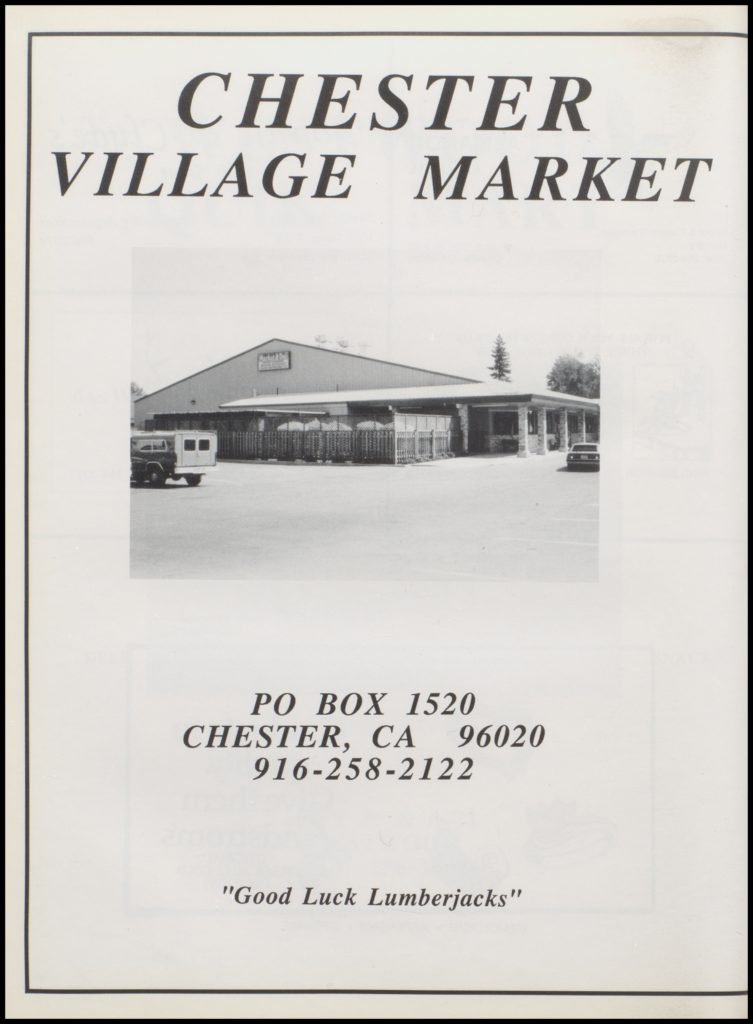 CHESTER
VILLAGE MARKET
PO BOX 1520
CHESTER, CA 96020
916-258-2122
"Good Luck Lumberjacks"